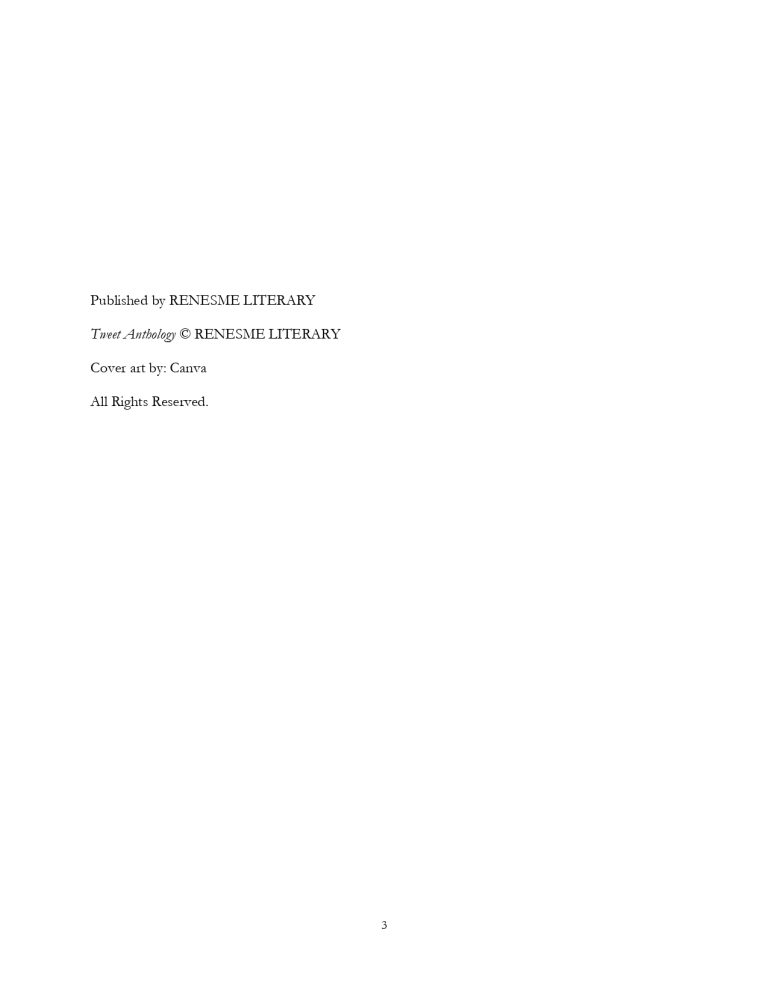 Published by RENESME LITERARY
Tweet Anthology © RENESME LITERARY
Cover art by: Canva
All Rights Reserved.
3